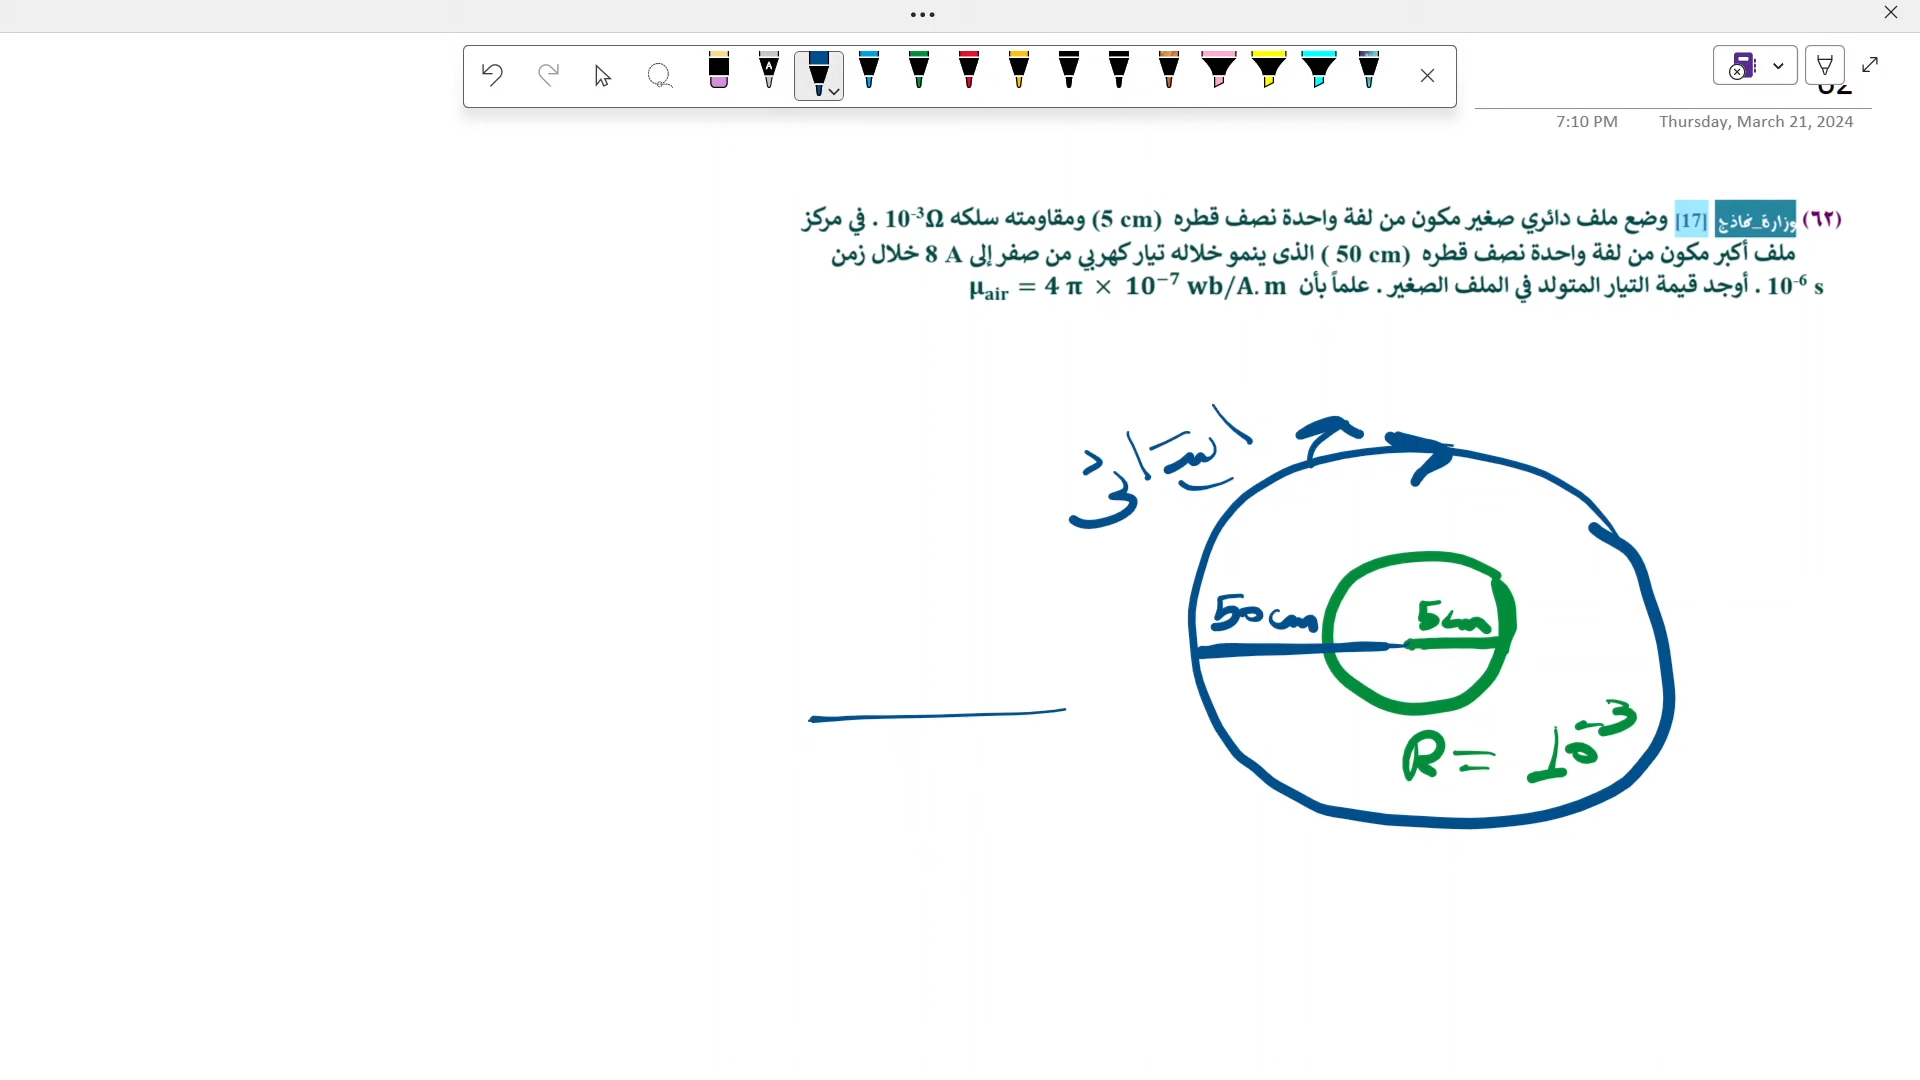 7:10 PM Thursday, March 21, 2024
(٦٢) وزارة_نماذج [17] وضع ملف دائري صغير مكون من لفة واحدة نصف قطره (5 cm) ومقاومته سلكه 10⁻³Ω . في مركز
ملف أكبر مكون من لفة واحدة نصف قطره (50 cm ) الذى ينمو خلاله تيار كهربي من صفر إلى 8 A خلال زمن
10⁻⁶ s . أوجد قيمة التيار المتولد في الملف الصغير . علماً بأن μair = 4 π × 10⁻⁷ wb/A. m
50 cm
5cm
R = 10⁻³